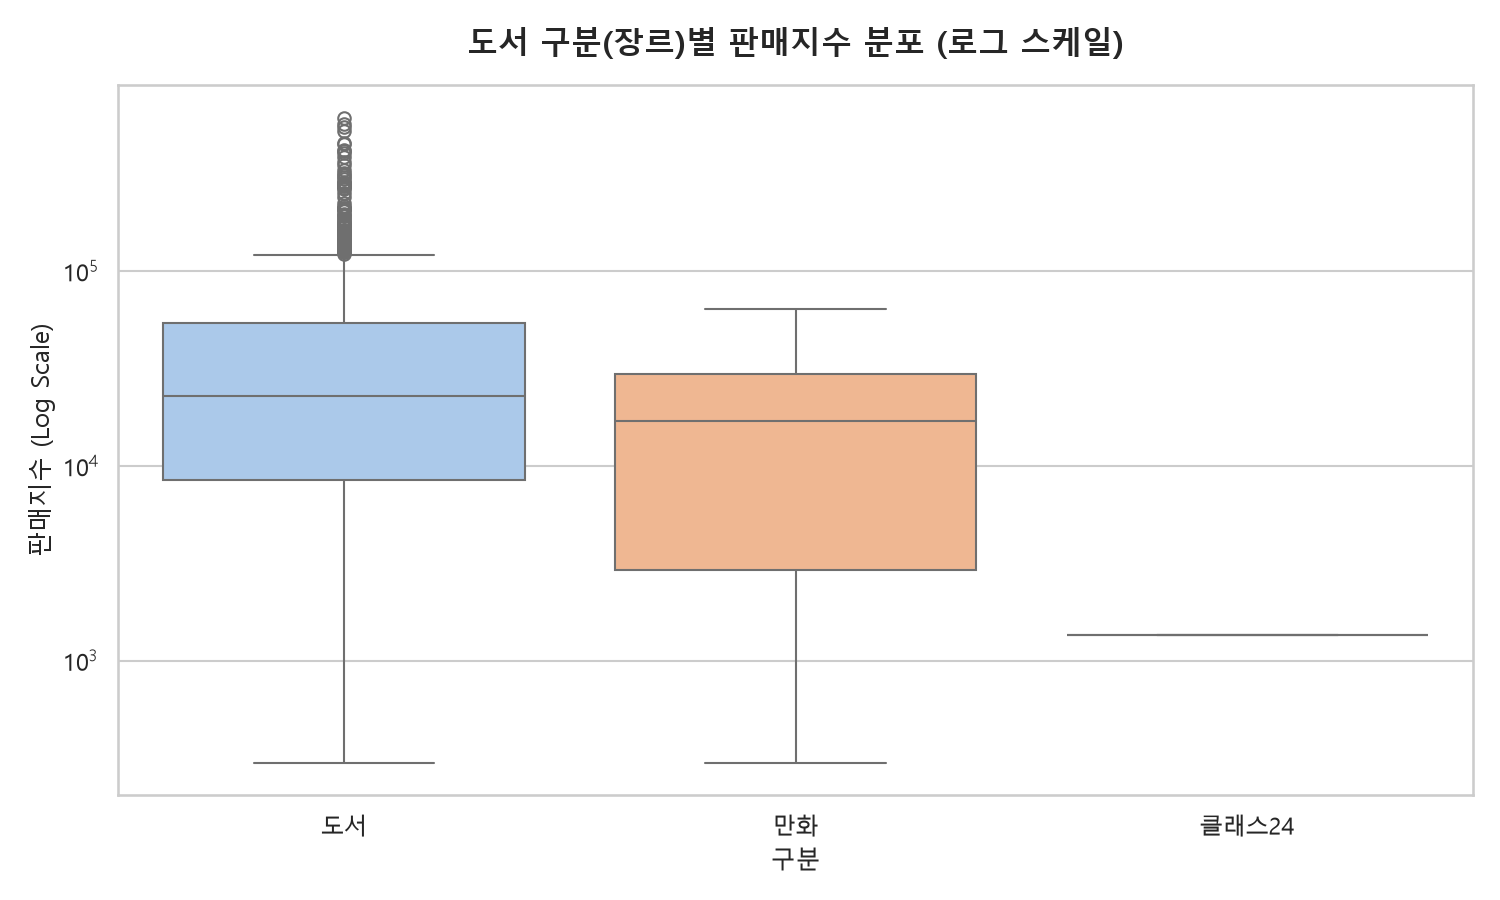 도서 구분(장르)별 판매지수 분포 (로그 스케일)
판매지수 (Log Scale)
10⁵
10⁴
10³
도서
만화
클래스24
구분